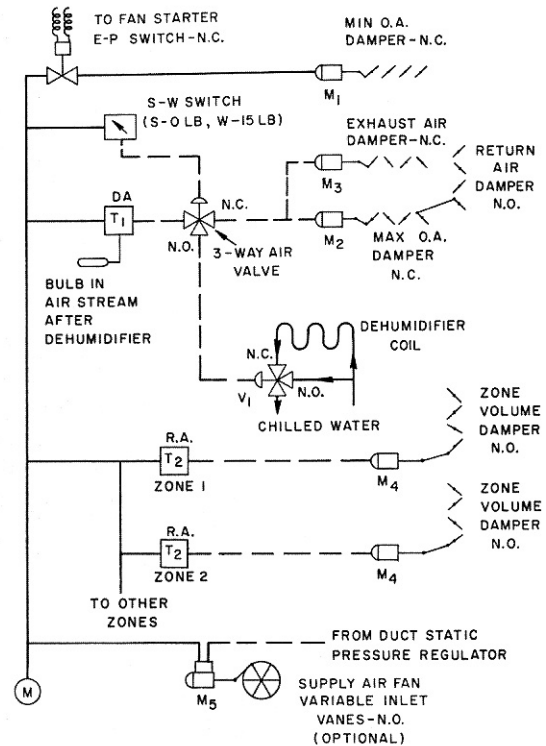 TO FAN STARTER
E-P SWITCH-N.C.
MIN O.A.
DAMPER-N.C.
M1
S-W SWITCH
(S-0 LB, W-15 LB)
EXHAUST AIR
DAMPER-N.C.
M3
RETURN
AIR
DAMPER
N.O.
DA
T1
N.C.
N.O.
3-WAY AIR
VALVE
M2
MAX O.A.
DAMPER
N.C.
BULB IN
AIR STREAM
AFTER
DEHUMIDIFIER
DEHUMIDIFIER
COIL
N.C.
N.O.
V1
CHILLED WATER
R.A.
T2
ZONE 1
M4
ZONE
VOLUME
DAMPER
N.O.
R.A.
T2
ZONE 2
M4
ZONE
VOLUME
DAMPER
N.O.
TO OTHER
ZONES
FROM DUCT STATIC
PRESSURE REGULATOR
M
M5
SUPPLY AIR FAN
VARIABLE INLET
VANES-N.O.
(OPTIONAL)